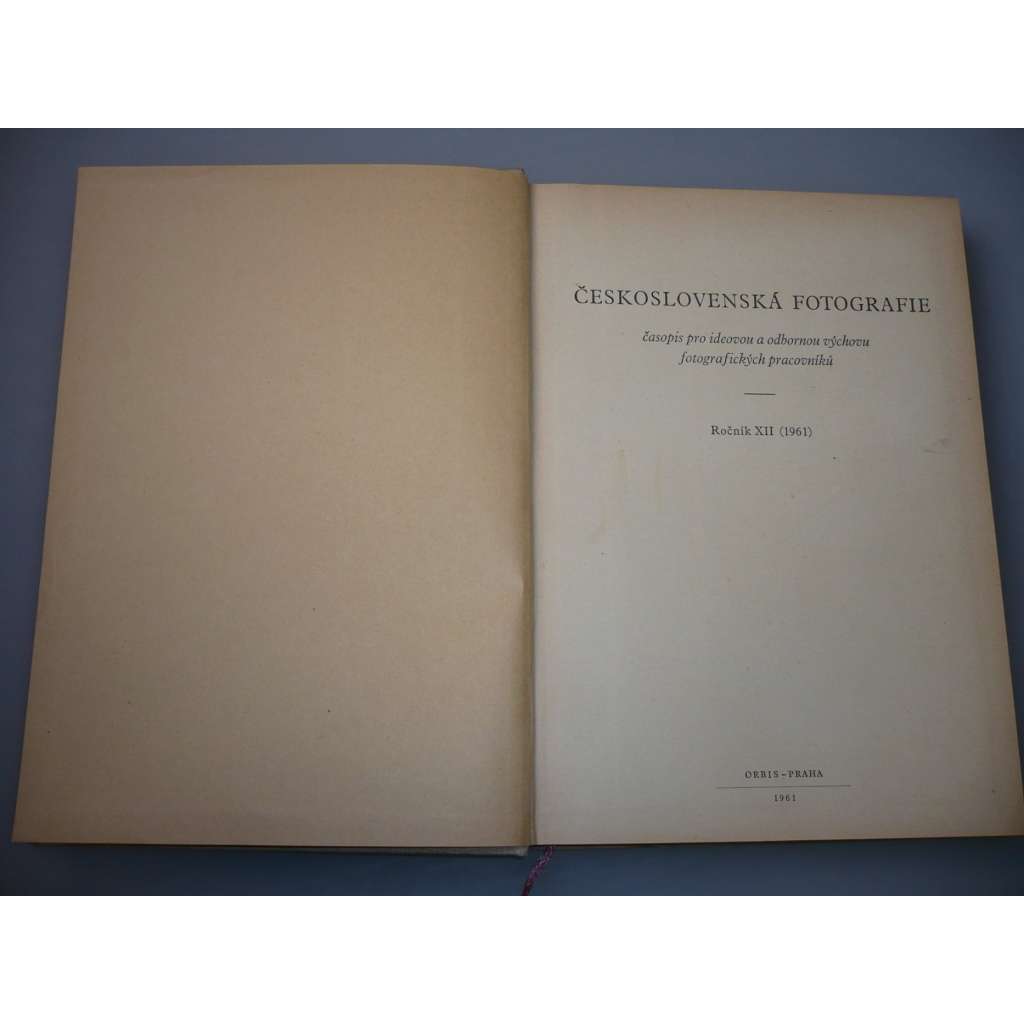 ČESKOSLOVENSKÁ FOTOGRAFIE
časopis pro ideovou a odbornou výchovu
fotografických pracovníků
Ročník XII (1961)
ORBIS – PRAHA
1961